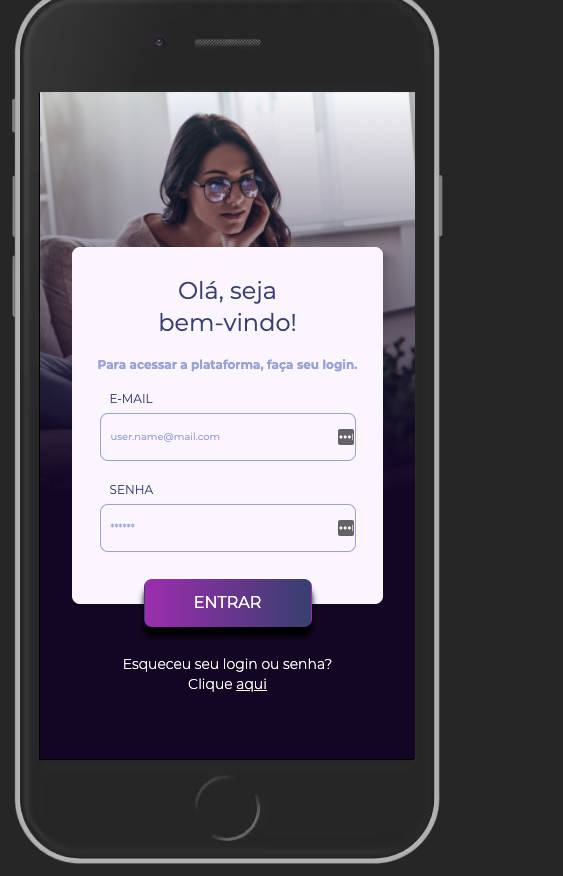 Olá, seja
bem-vindo!
Para acessar a plataforma, faça seu login.
E-MAIL
user.name@mail.com
SENHA
******
ENTRAR
Esqueceu seu login ou senha?
Clique aqui